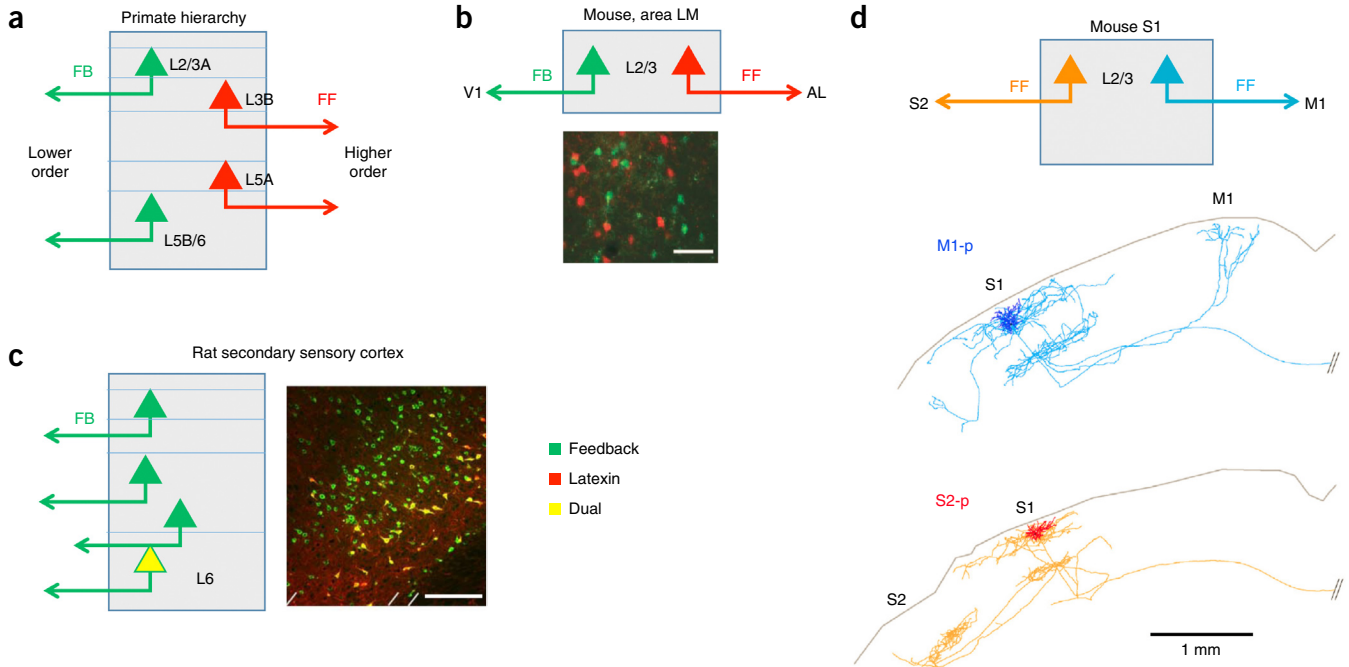 a
Primate hierarchy
FB
L2/3A
L3B
FF
Lower
order
Higher
order
L5A
L5B/6
b
Mouse, area LM
V1
FB
L2/3
FF
AL
c
Rat secondary sensory cortex
FB
L6
Feedback
Latexin
Dual
d
Mouse S1
S2
FF
L2/3
FF
M1
M1
M1-p
S1
S2-p
S1
S2
1 mm